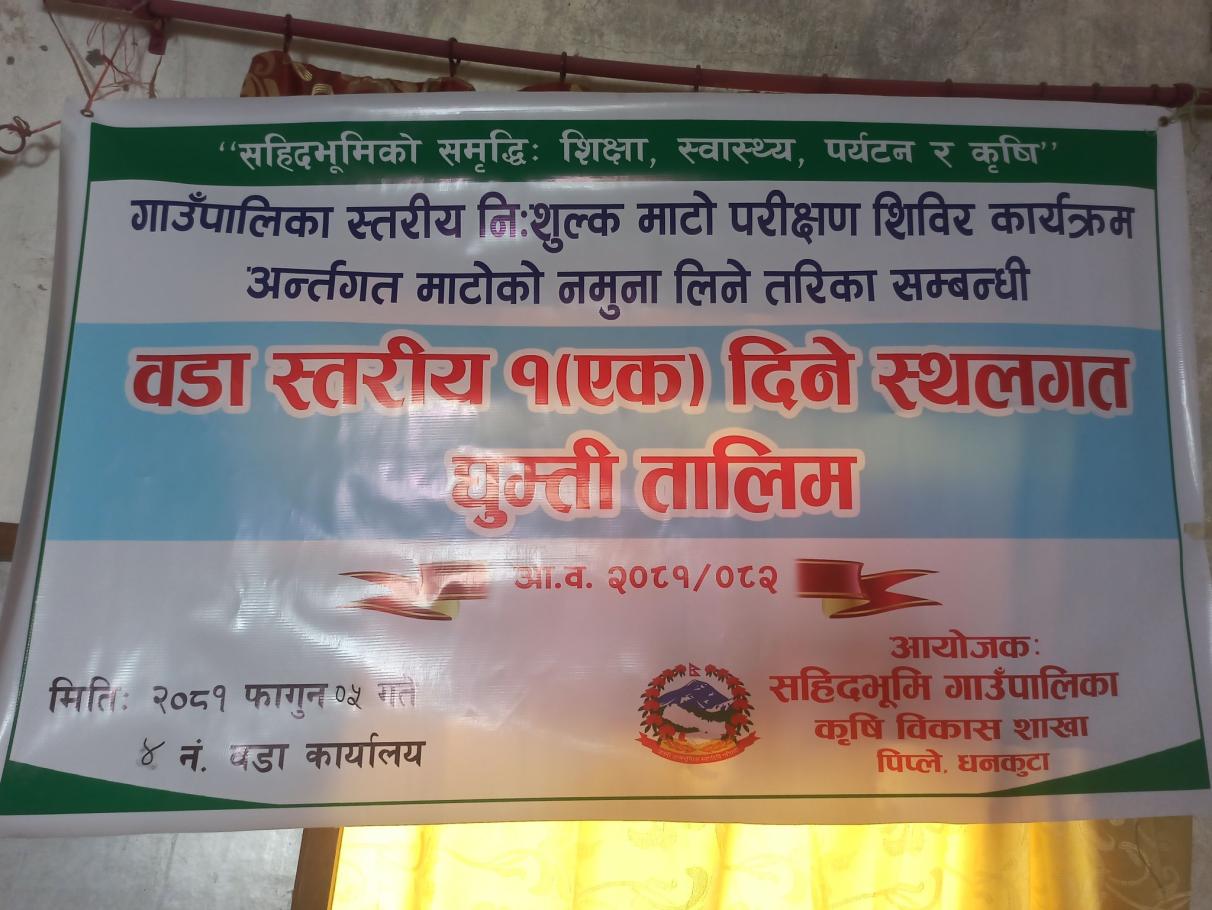 “सहिदभूमिको समृद्धिः शिक्षा, स्वास्थ्य, पर्यटन र कृषि”
गाउँपालिका स्तरीय नि:शुल्क माटो परीक्षण शिविर कार्यक्रम
अर्न्तगत माटोको नमुना लिने तरिका सम्बन्धी
वडा स्तरीय १(एक) दिने स्थलगत
घुम्ती तालिम
आ.व. २०८१/०८२
आयोजकः
सहिदभूमि गाउँपालिका
कृषि विकास शाखा
पिप्ले, धनकुटा
मितिः २०८१ फागुन ०५ गते
४ नं. वडा कार्यालय